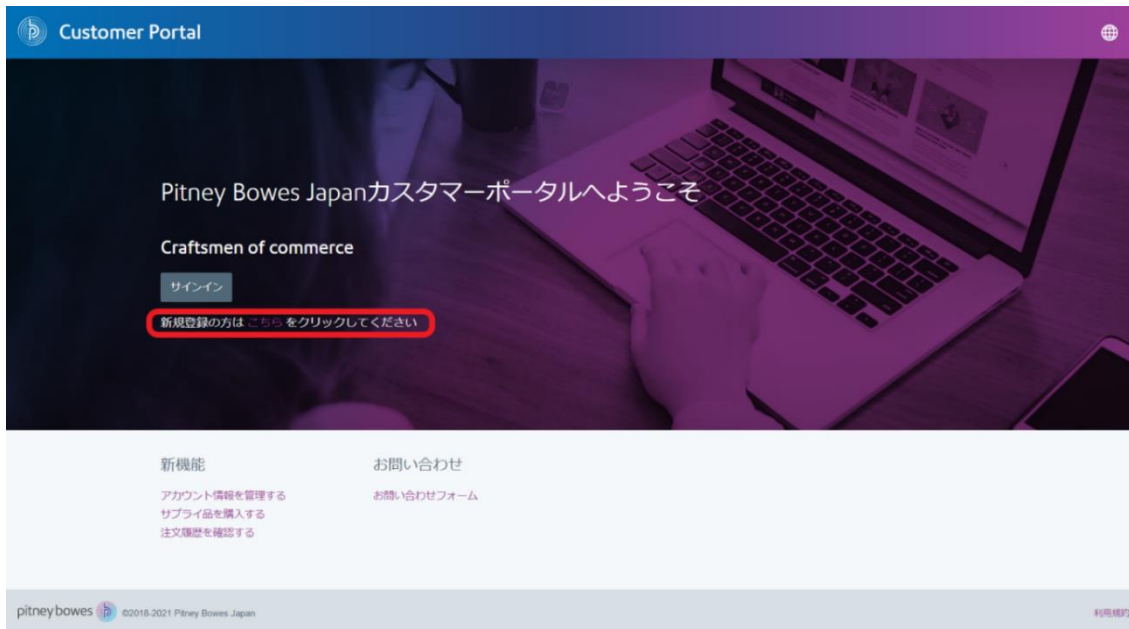 Customer Portal
Pitney Bowes Japanカスタマーポータルへようこそ
Craftsmen of commerce
サインイン
新規登録の方は こちら をクリックしてください
新機能
お問い合わせ
アカウント情報を管理する
お問い合わせフォーム
サプライ品を購入する
注文履歴を確認する
pitney bowes
©2018-2021 Pitney Bowes Japan
利用規約